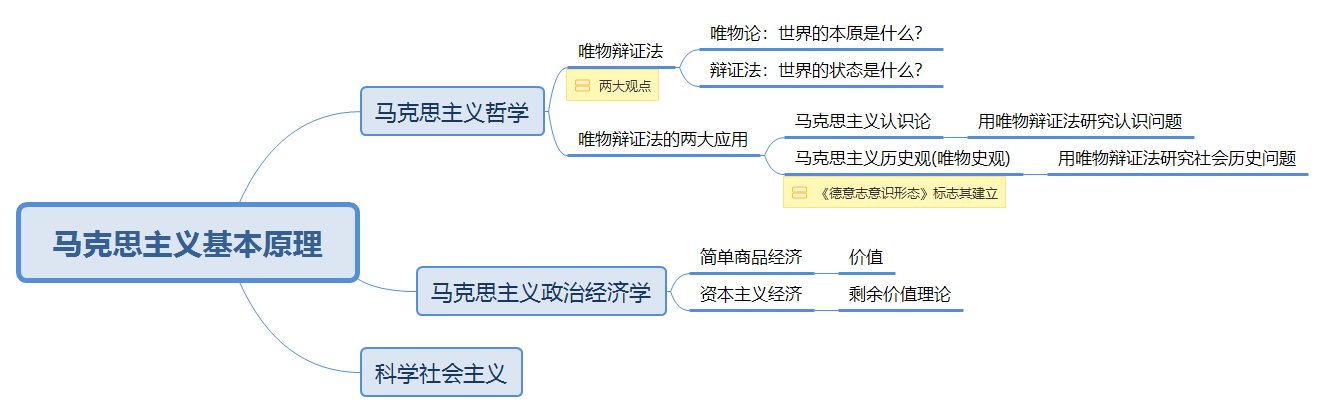 马克思主义基本原理
马克思主义哲学
唯物辩证法
两大观点
唯物论：世界的本原是什么？
辩证法：世界的状态是什么？
唯物辩证法的两大应用
马克思主义认识论
用唯物辩证法研究认识问题
马克思主义历史观(唯物史观)
《德意志意识形态》标志其建立
用唯物辩证法研究社会历史问题
马克思主义政治经济学
简单商品经济
价值
资本主义经济
剩余价值理论
科学社会主义